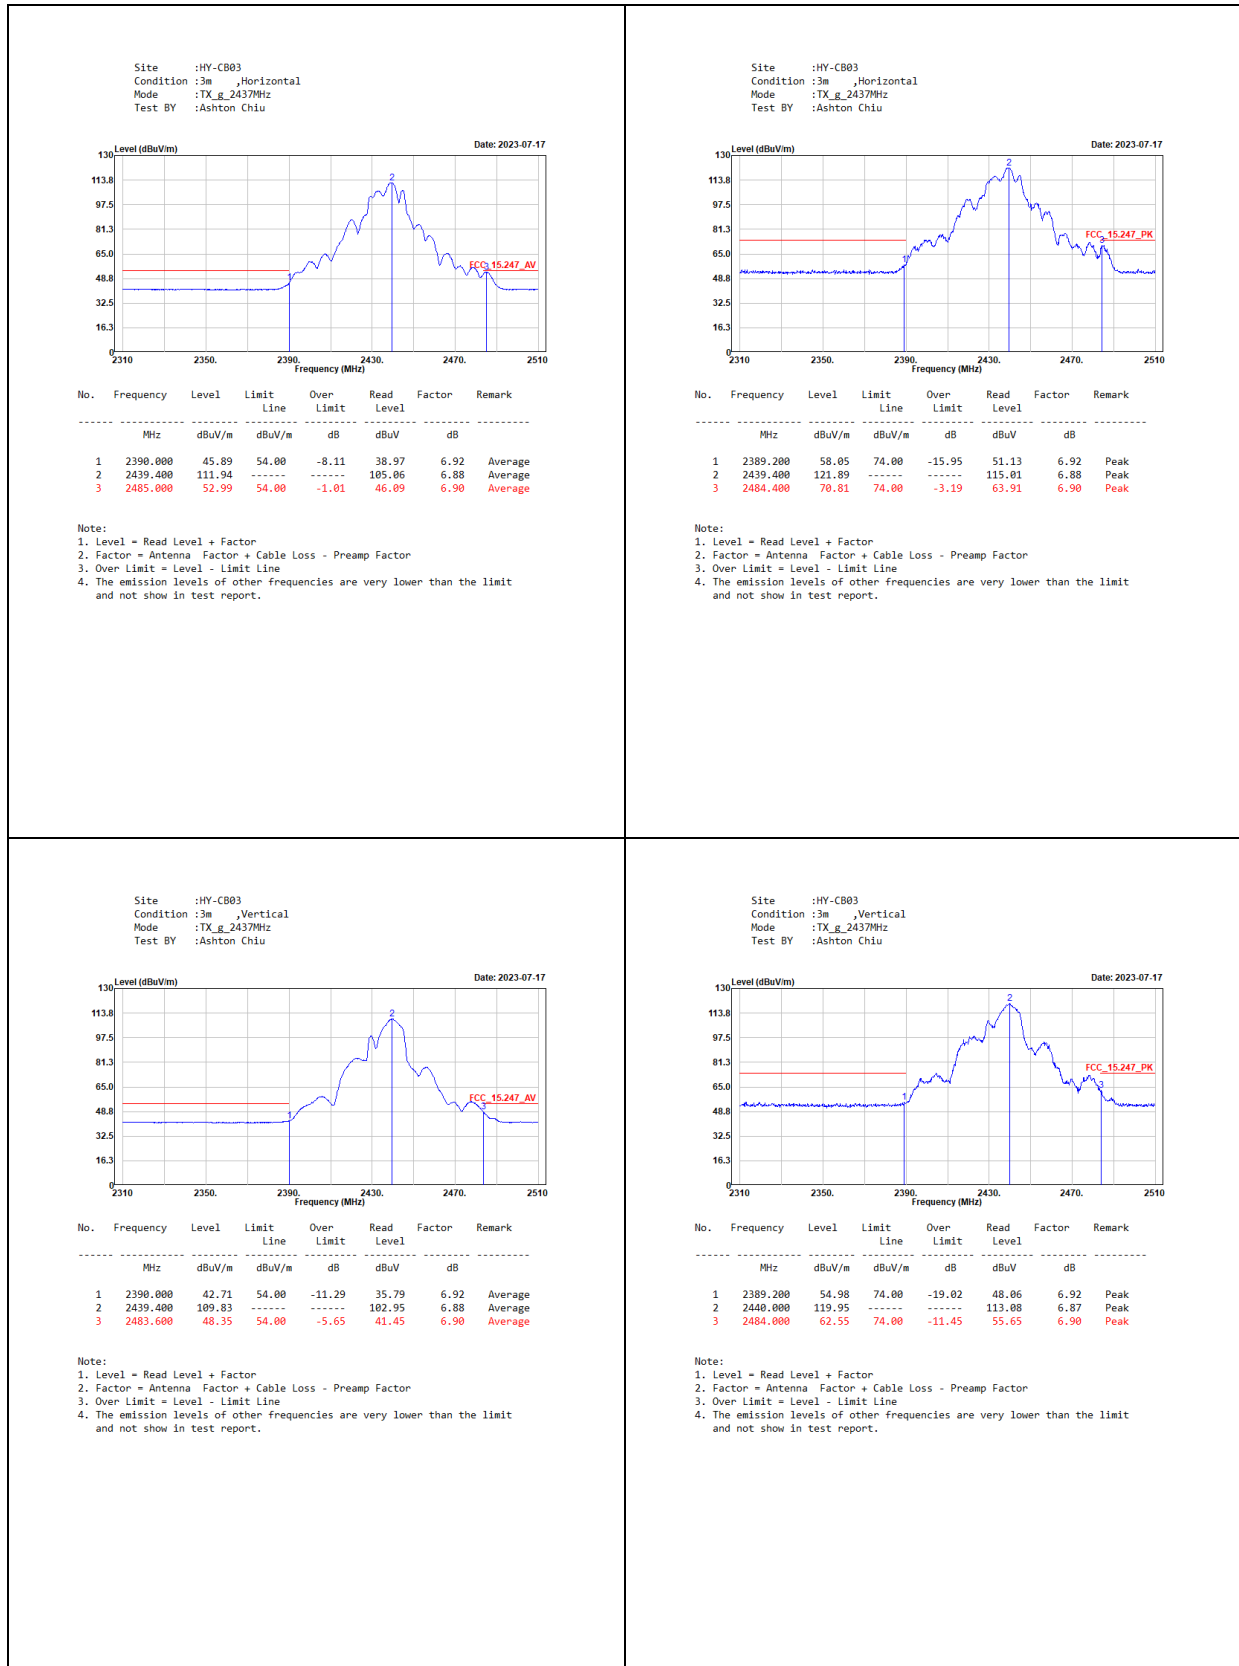 Site :HY-CB03
Condition :3m ,Horizontal
Mode :TX_g_2437MHz
Test BY :Ashton Chiu
Level (dBuV/m) Date: 2023-07-17
130
113.8
97.5
81.3
65.0
48.8
32.5
16.3
0
1
2
3
FCC_15.247_AV
2310 2350. 2390. 2430. 2470. 2510
Frequency (MHz)
No. Frequency Level Limit Over Read Factor Remark
Line Limit Level
------ ----------- -------- -------- -------- -------- -------- ---------
MHz dBuV/m dBuV/m dB dBuV dB
1 2390.000 45.89 54.00 -8.11 38.97 6.92 Average
2 2439.400 111.94 ------ ------ 105.06 6.88 Average
3 2485.000 52.99 54.00 -1.01 46.09 6.90 Average
Note:
1. Level = Read Level + Factor
2. Factor = Antenna Factor + Cable Loss - Preamp Factor
3. Over Limit = Level - Limit Line
4. The emission levels of other frequencies are very lower than the limit
and not show in test report.
Site :HY-CB03
Condition :3m ,Horizontal
Mode :TX_g_2437MHz
Test BY :Ashton Chiu
Level (dBuV/m) Date: 2023-07-17
130
113.8
97.5
81.3
65.0
48.8
32.5
16.3
0
1
2
3
FCC_15.247_PK
2310 2350. 2390. 2430. 2470. 2510
Frequency (MHz)
No. Frequency Level Limit Over Read Factor Remark
Line Limit Level
------ ----------- -------- -------- -------- -------- -------- ---------
MHz dBuV/m dBuV/m dB dBuV dB
1 2389.200 58.05 74.00 -15.95 51.13 6.92 Peak
2 2439.400 121.89 ------ ------ 115.01 6.88 Peak
3 2484.400 70.81 74.00 -3.19 63.91 6.90 Peak
Note:
1. Level = Read Level + Factor
2. Factor = Antenna Factor + Cable Loss - Preamp Factor
3. Over Limit = Level - Limit Line
4. The emission levels of other frequencies are very lower than the limit
and not show in test report.
Site :HY-CB03
Condition :3m ,Vertical
Mode :TX_g_2437MHz
Test BY :Ashton Chiu
Level (dBuV/m) Date: 2023-07-17
130
113.8
97.5
81.3
65.0
48.8
32.5
16.3
0
1
2
3
FCC_15.247_AV
2310 2350. 2390. 2430. 2470. 2510
Frequency (MHz)
No. Frequency Level Limit Over Read Factor Remark
Line Limit Level
------ ----------- -------- -------- -------- -------- -------- ---------
MHz dBuV/m dBuV/m dB dBuV dB
1 2390.000 42.71 54.00 -11.29 35.79 6.92 Average
2 2439.400 109.83 ------ ------ 102.95 6.88 Average
3 2483.600 48.35 54.00 -5.65 41.45 6.90 Average
Note:
1. Level = Read Level + Factor
2. Factor = Antenna Factor + Cable Loss - Preamp Factor
3. Over Limit = Level - Limit Line
4. The emission levels of other frequencies are very lower than the limit
and not show in test report.
Site :HY-CB03
Condition :3m ,Vertical
Mode :TX_g_2437MHz
Test BY :Ashton Chiu
Level (dBuV/m) Date: 2023-07-17
130
113.8
97.5
81.3
65.0
48.8
32.5
16.3
0
1
2
3
FCC_15.247_PK
2310 2350. 2390. 2430. 2470. 2510
Frequency (MHz)
No. Frequency Level Limit Over Read Factor Remark
Line Limit Level
------ ----------- -------- -------- -------- -------- -------- ---------
MHz dBuV/m dBuV/m dB dBuV dB
1 2389.200 54.98 74.00 -19.02 48.06 6.92 Peak
2 2440.000 119.95 ------ ------ 113.08 6.87 Peak
3 2484.000 62.55 74.00 -11.45 55.65 6.90 Peak
Note:
1. Level = Read Level + Factor
2. Factor = Antenna Factor + Cable Loss - Preamp Factor
3. Over Limit = Level - Limit Line
4. The emission levels of other frequencies are very lower than the limit
and not show in test report.